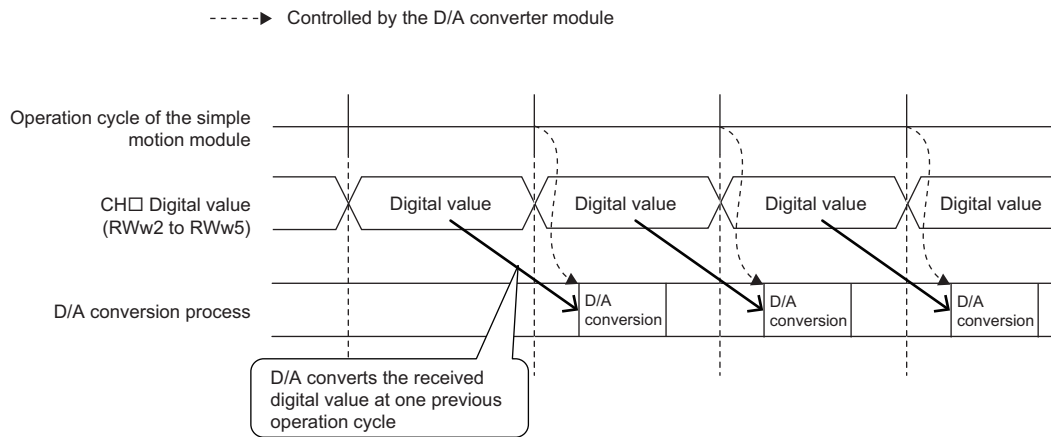 Controlled by the D/A converter module
Operation cycle of the simple
motion module
CH□ Digital value
(RWw2 to RWw5)
Digital value
Digital value
Digital value
Digital value
D/A conversion process
D/A
conversion
D/A
conversion
D/A
conversion
D/A converts the received
digital value at one previous
operation cycle